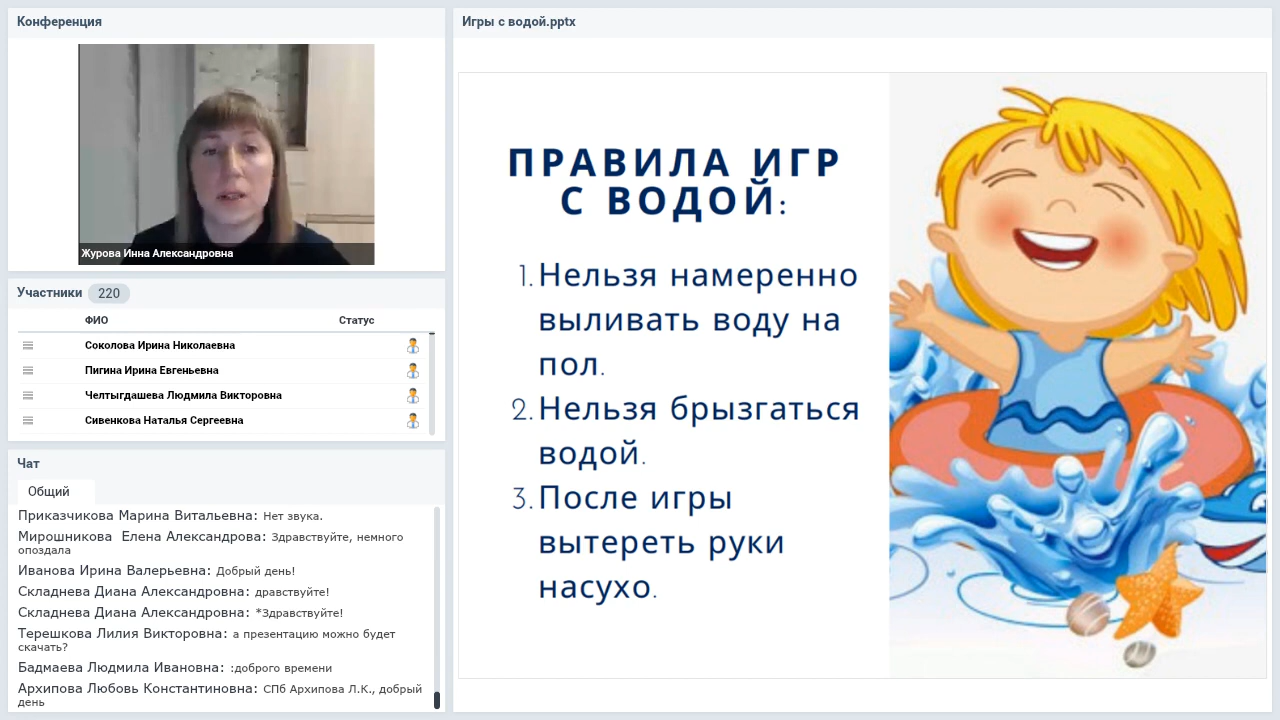 Конференция
Журова Инна Александровна
Участники 220
ФИО Статус
Соколова Ирина Николаевна
Пигина Ирина Евгеньевна
Челтыгдашева Людмила Викторовна
Сивенкова Наталья Сергеевна
Чат
Общий
Приказчикова Марина Витальевна: Нет звука.
Мирошникова Елена Александрова: Здравствуйте, немного
опоздала
Иванова Ирина Валерьевна: Добрый день!
Складнева Диана Александровна: дравствуйте!
Складнева Диана Александровна: *Здравствуйте!
Терешкова Лилия Викторовна: а презентацию можно будет
скачать?
Бадмаева Людмила Ивановна: :доброго времени
Архипова Любовь Константиновна: СПб Архипова Л.К., добрый
день
Игры с водой.pptx
ПРАВИЛА ИГР
С ВОДОЙ:
1. Нельзя намеренно
выливать воду на
пол.
2. Нельзя брызгаться
водой.
3. После игры
вытереть руки
насухо.